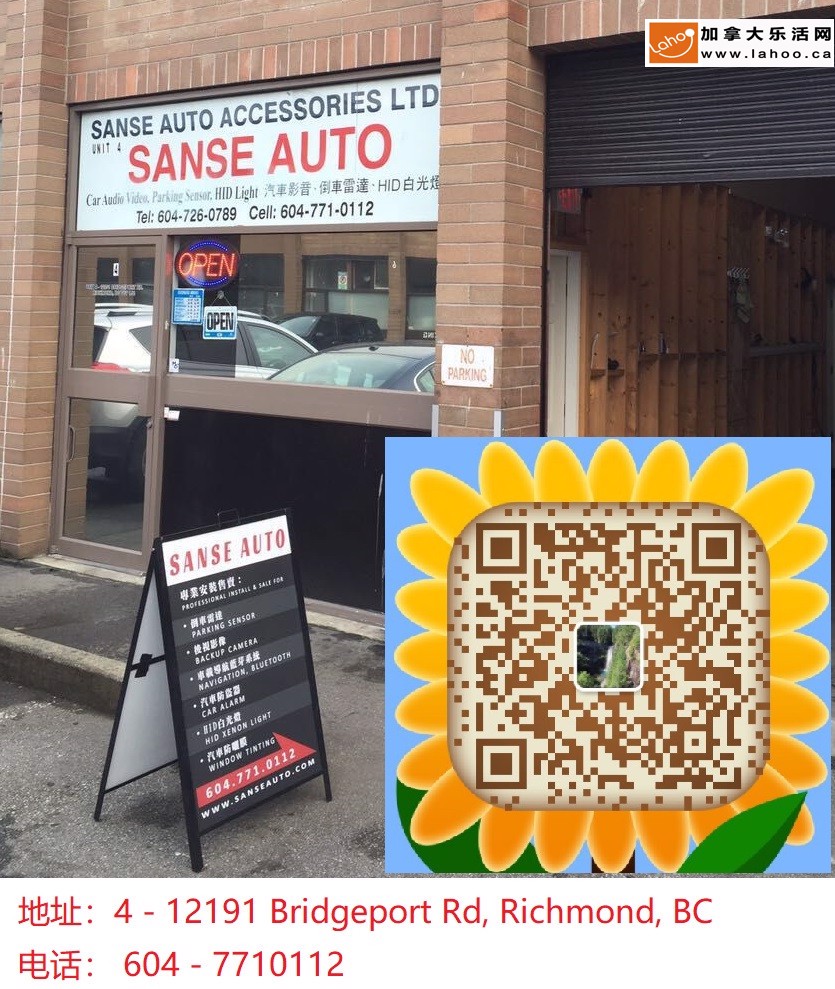 Lahoo
加拿大乐活网
www.lahoo.ca
SANSE AUTO ACCESSORIES LTD
UNIT 4
SANSE AUTO
Car Audio Video, Parking Sensor, HID Light 汽車影音、倒車雷達、HID白光燈
Tel: 604-726-0789 Cell: 604-771-0112
4
OPEN
OPEN
NO
PARKING
SANSE AUTO
專業安裝售賣：
PROFESSIONAL INSTALL & SALE FOR
• 倒車雷達
PARKING SENSOR
• 後視影像
BACKUP CAMERA
• 車載導航藍芽系統
NAVIGATION, BLUETOOTH
• 汽車防盜器
CAR ALARM
• HID白光燈
HID XENON LIGHT
• 汽車防曬膜
WINDOW TINTING
604.771.0112
WWW.SANSEAUTO.COM
地址：4 - 12191 Bridgeport Rd, Richmond, BC
电话： 604 - 7710112